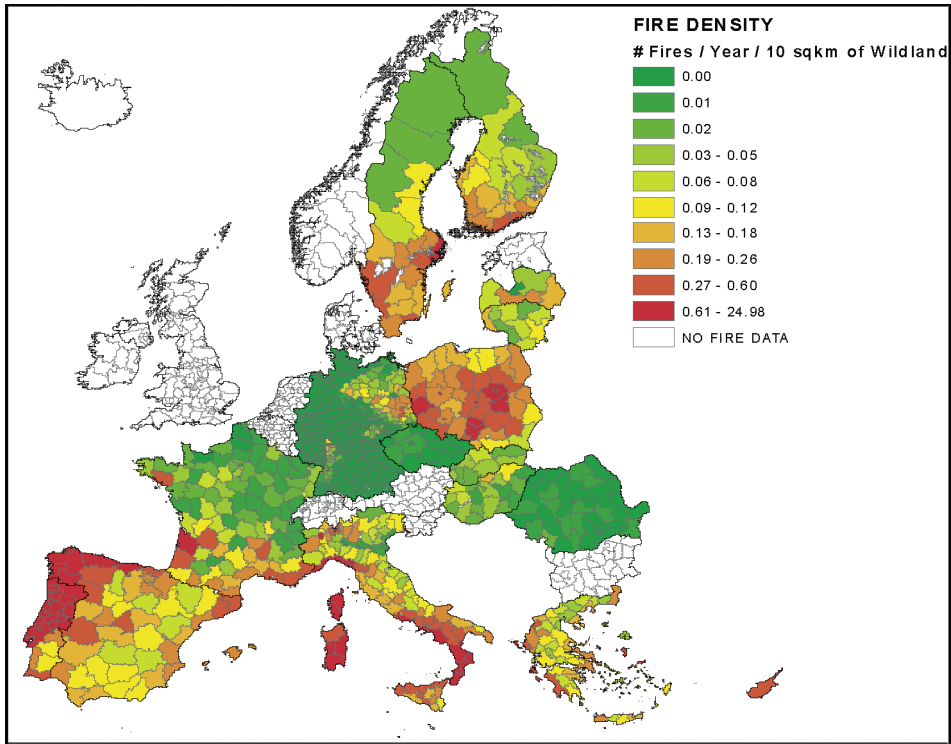 FIRE DENSITY
# Fires / Year / 10 sqkm of Wildland
0.00
0.01
0.02
0.03 - 0.05
0.06 - 0.08
0.09 - 0.12
0.13 - 0.18
0.19 - 0.26
0.27 - 0.60
0.61 - 24.98
NO FIRE DATA